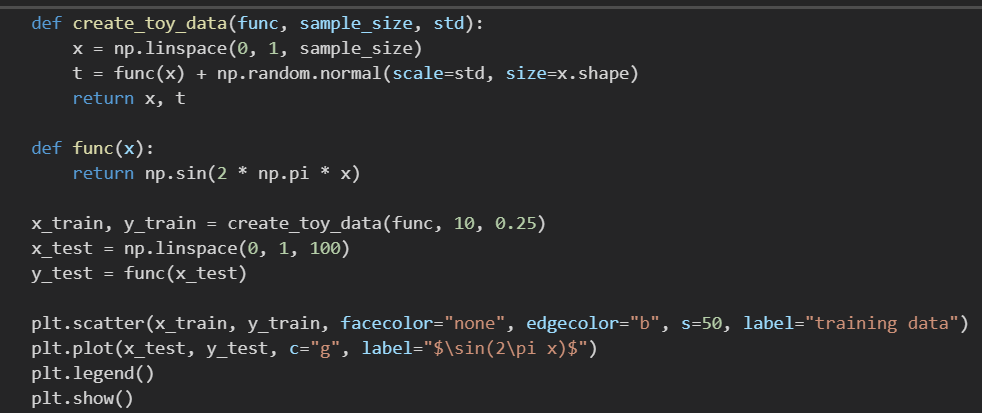 def create_toy_data(func, sample_size, std):
    x = np.linspace(0, 1, sample_size)
    t = func(x) + np.random.normal(scale=std, size=x.shape)
    return x, t

def func(x):
    return np.sin(2 * np.pi * x)

x_train, y_train = create_toy_data(func, 10, 0.25)
x_test = np.linspace(0, 1, 100)
y_test = func(x_test)

plt.scatter(x_train, y_train, facecolor="none", edgecolor="b", s=50, label="training data")
plt.plot(x_test, y_test, c="g", label="$\sin(2\pi x)$")
plt.legend()
plt.show()